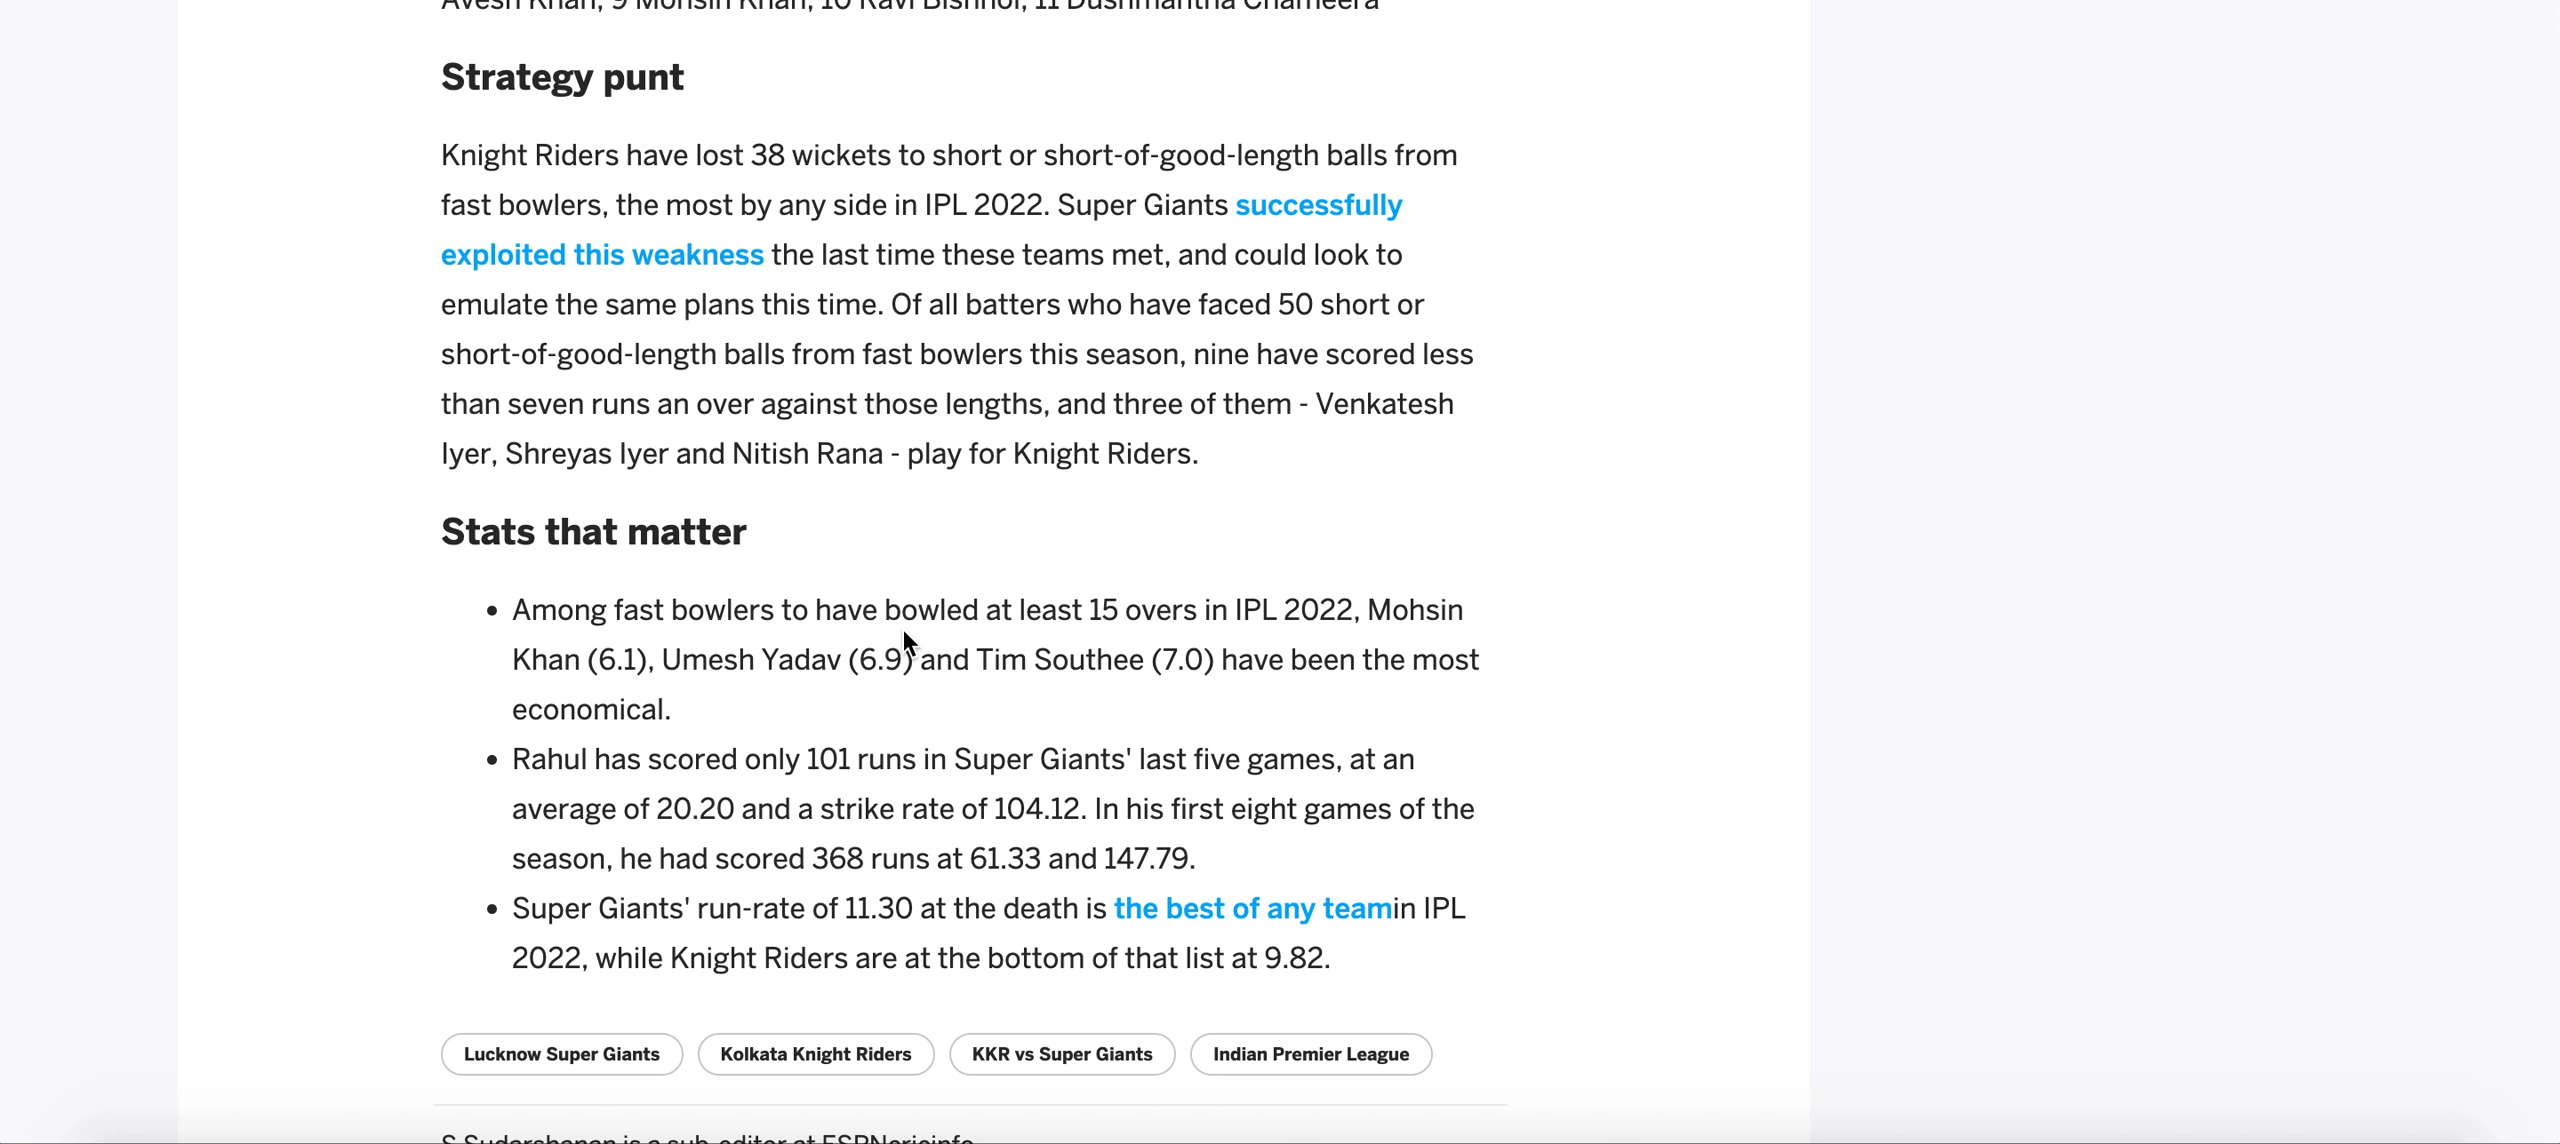 Avesh Khan, 9 Mohsin Khan, 10 Ravi Bishnoi, 11 Dushmantha Chameera
Strategy punt
Knight Riders have lost 38 wickets to short or short-of-good-length balls from
fast bowlers, the most by any side in IPL 2022. Super Giants successfully
exploited this weakness the last time these teams met, and could look to
emulate the same plans this time. Of all batters who have faced 50 short or
short-of-good-length balls from fast bowlers this season, nine have scored less
than seven runs an over against those lengths, and three of them - Venkatesh
Iyer, Shreyas Iyer and Nitish Rana - play for Knight Riders.
Stats that matter
• Among fast bowlers to have bowled at least 15 overs in IPL 2022, Mohsin
Khan (6.1), Umesh Yadav (6.9) and Tim Southee (7.0) have been the most
economical.
• Rahul has scored only 101 runs in Super Giants' last five games, at an
average of 20.20 and a strike rate of 104.12. In his first eight games of the
season, he had scored 368 runs at 61.33 and 147.79.
• Super Giants' run-rate of 11.30 at the death is the best of any teamin IPL
2022, while Knight Riders are at the bottom of that list at 9.82.
Lucknow Super Giants Kolkata Knight Riders KKR vs Super Giants Indian Premier League
S Sudarshanan is a sub-editor at ESPNcricinfo